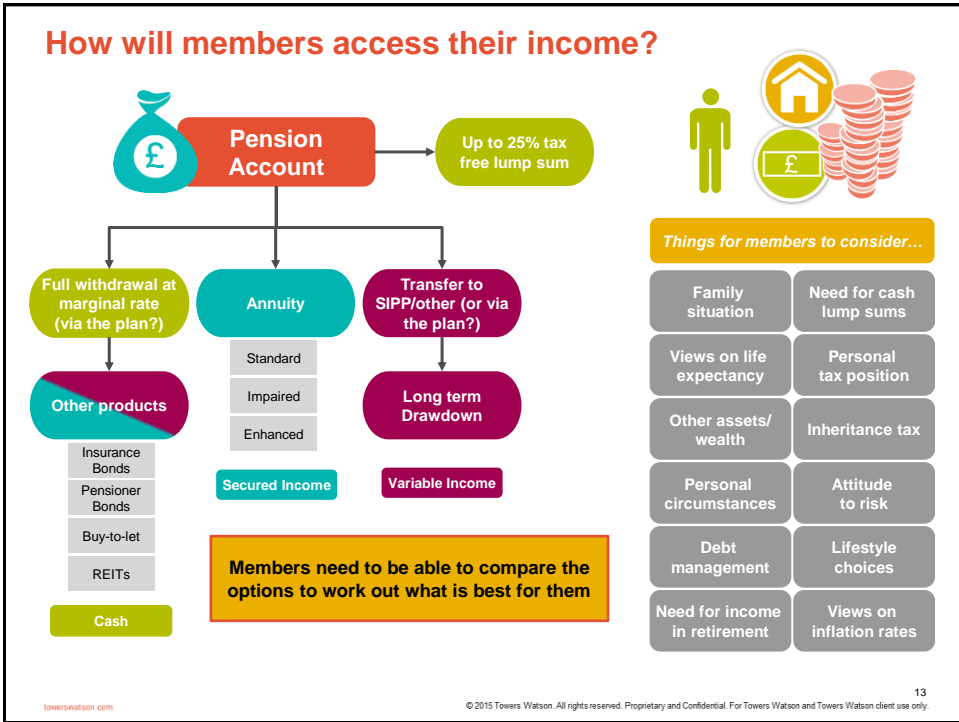 How will members access their income?
£
Pension
Account
Up to 25% tax
free lump sum
£
Full withdrawal at
marginal rate
(via the plan?)
Other products
Insurance
Bonds
Pensioner
Bonds
Buy-to-let
REITs
Cash
Annuity
Standard
Impaired
Enhanced
Secured Income
Transfer to
SIPP/other (or via
the plan?)
Long term
Drawdown
Variable Income
Members need to be able to compare the
options to work out what is best for them
Things for members to consider…
Family
situation
Need for cash
lump sums
Views on life
expectancy
Personal
tax position
Other assets/
wealth
Inheritance tax
Personal
circumstances
Attitude
to risk
Debt
management
Lifestyle
choices
Need for income
in retirement
Views on
inflation rates
towerswatson.com
13
© 2015 Towers Watson. All rights reserved. Proprietary and Confidential. For Towers Watson and Towers Watson client use only.